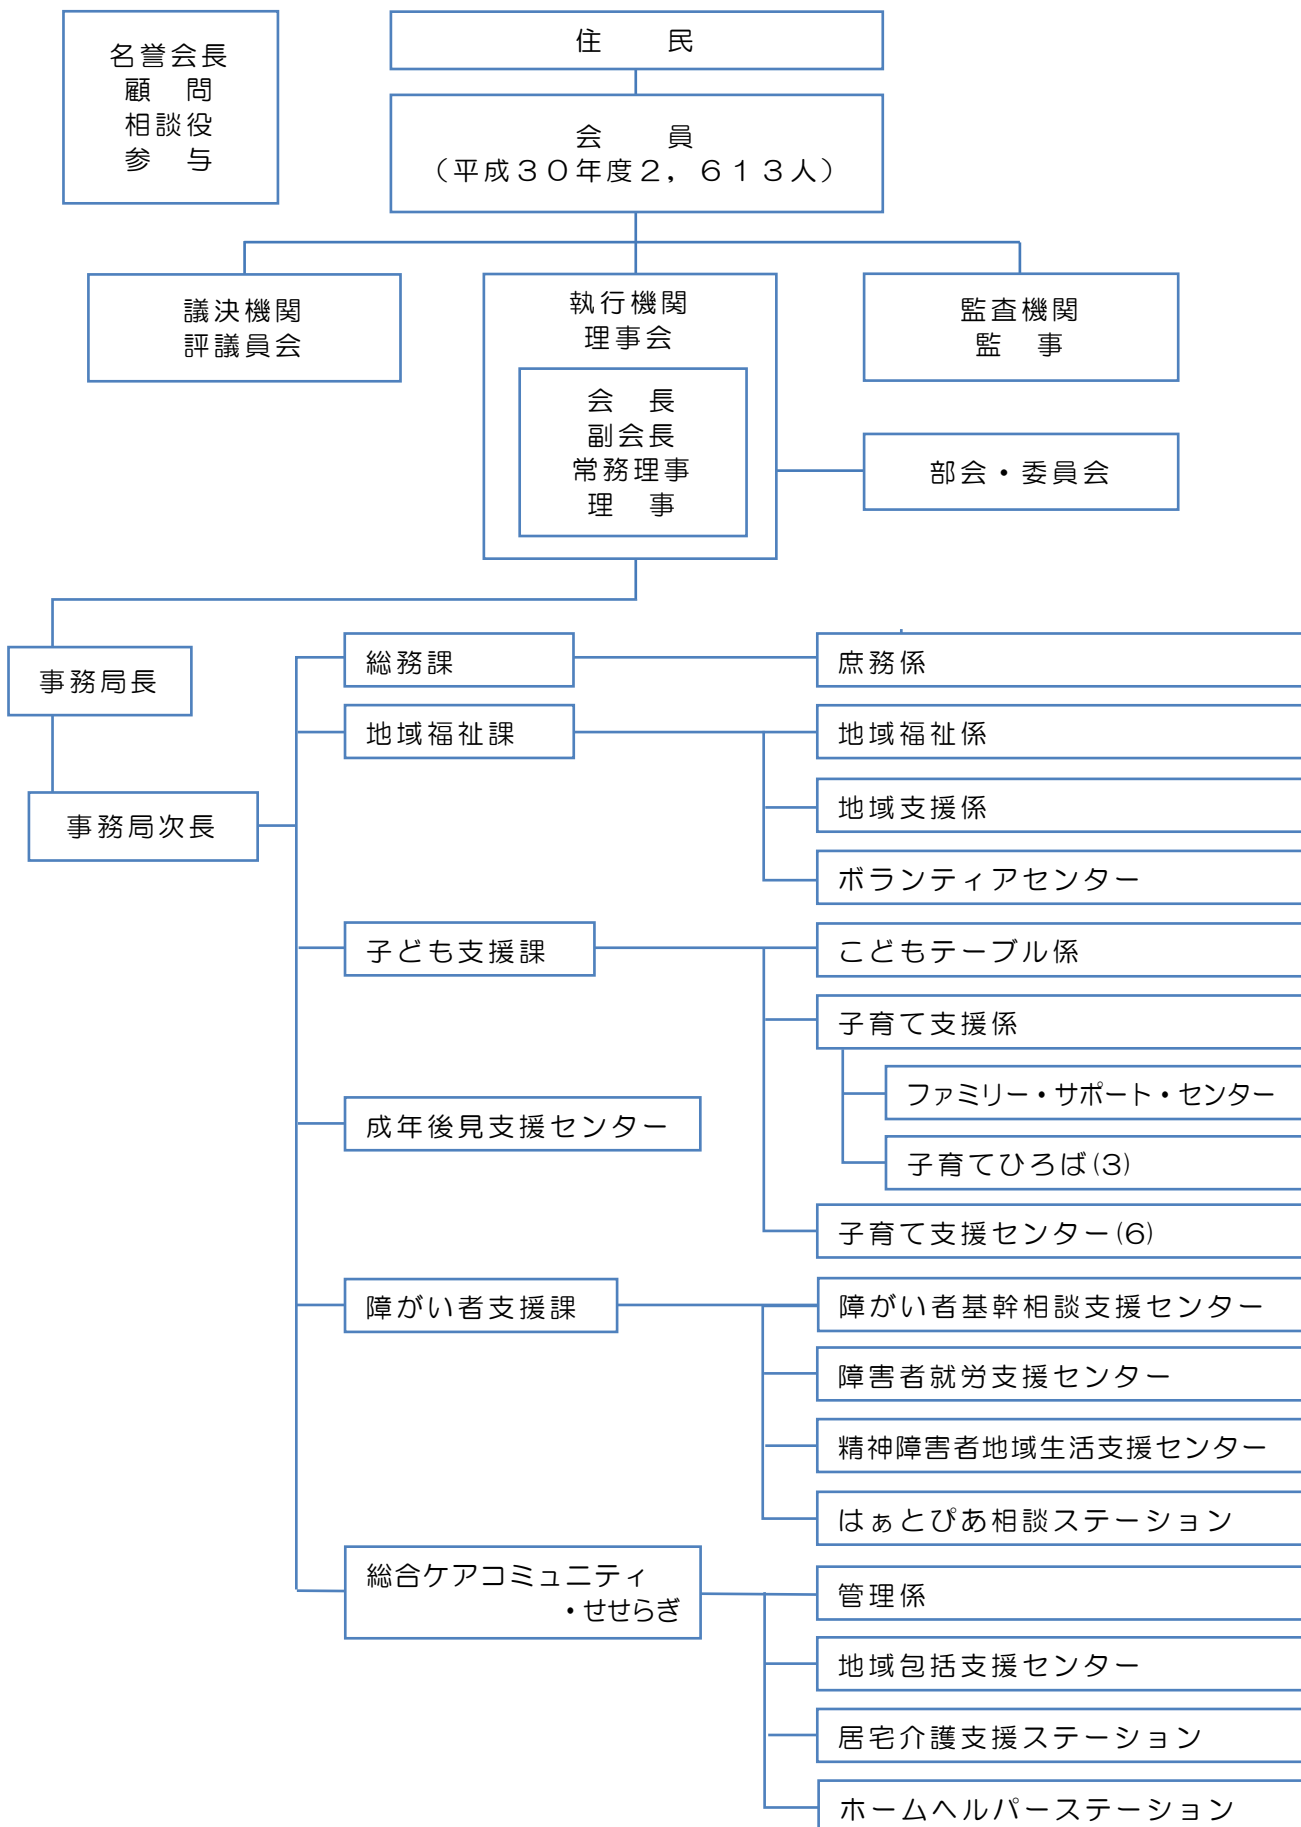 名誉会長
顧　問
相談役
参　与
住　　民
会　　員
（平成３０年度２，６１３人）
議決機関
評議員会
執行機関
理事会
会　長
副会長
常務理事
理　事
監査機関
監　事
部会・委員会
事務局長
事務局次長
総務課
庶務係
地域福祉課
地域福祉係
地域支援係
ボランティアセンター
子ども支援課
こどもテーブル係
子育て支援係
ファミリー・サポート・センター
子育てひろば(3)
子育て支援センター(6)
成年後見支援センター
障がい者支援課
障がい者基幹相談支援センター
障害者就労支援センター
精神障害者地域生活支援センター
はぁとぴあ相談ステーション
総合ケアコミュニティ
・せせらぎ
管理係
地域包括支援センター
居宅介護支援ステーション
ホームヘルパーステーション